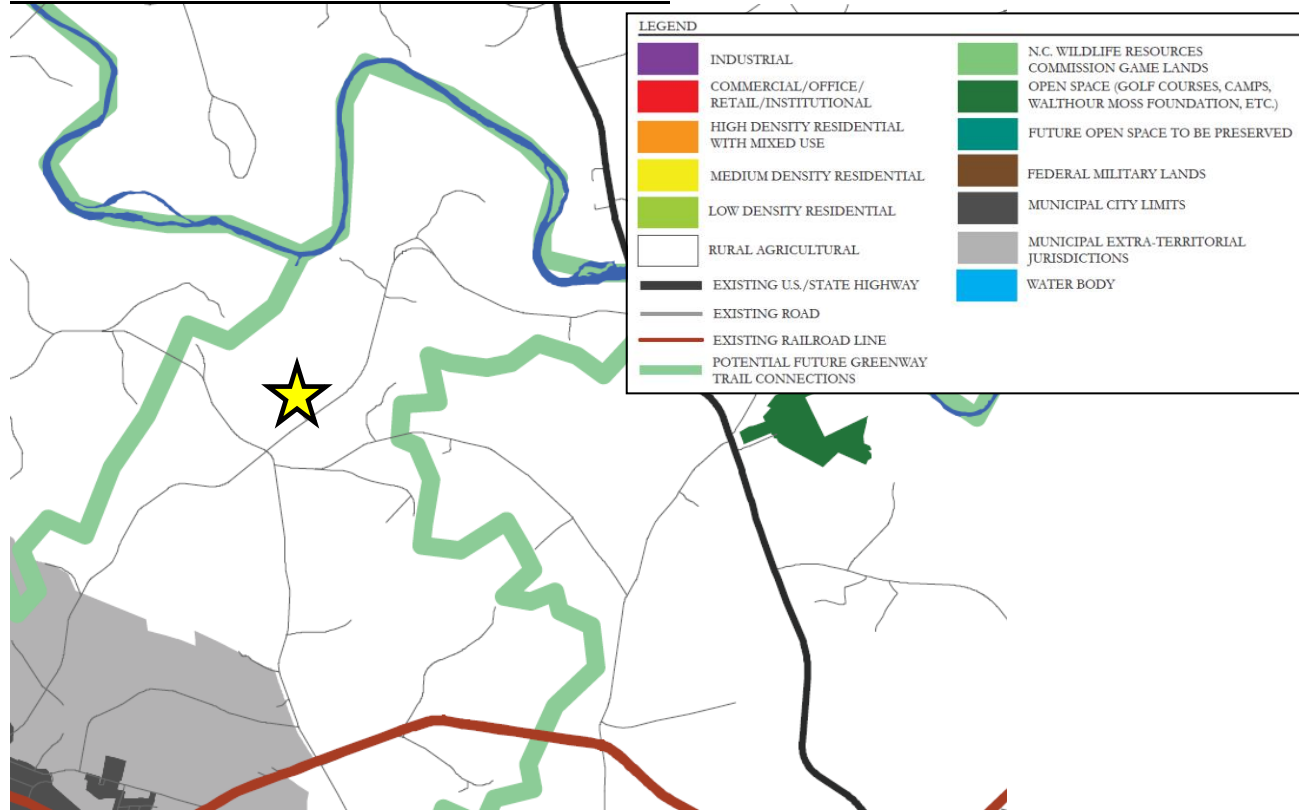 LEGEND
INDUSTRIAL
COMMERCIAL/OFFICE/
RETAIL/INSTITUTIONAL
HIGH DENSITY RESIDENTIAL
WITH MIXED USE
MEDIUM DENSITY RESIDENTIAL
LOW DENSITY RESIDENTIAL
RURAL AGRICULTURAL
EXISTING U.S./STATE HIGHWAY
EXISTING ROAD
EXISTING RAILROAD LINE
POTENTIAL FUTURE GREENWAY
TRAIL CONNECTIONS
N.C. WILDLIFE RESOURCES
COMMISSION GAME LANDS
OPEN SPACE (GOLF COURSES, CAMPS,
WALTHOUR MOSS FOUNDATION, ETC.)
FUTURE OPEN SPACE TO BE PRESERVED
FEDERAL MILITARY LANDS
MUNICIPAL CITY LIMITS
MUNICIPAL EXTRA-TERRITORIAL
JURISDICTIONS
WATER BODY